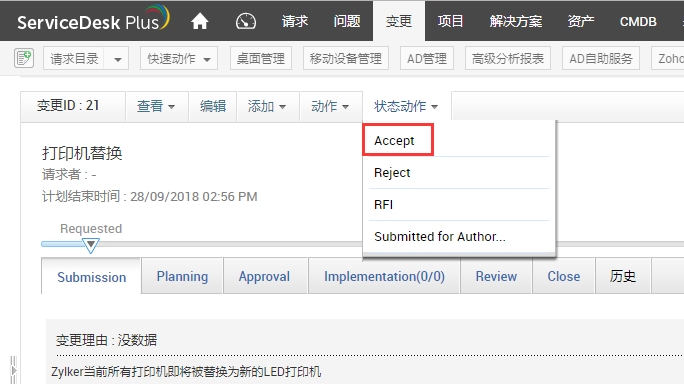 ServiceDesk Plus 请求 问题 变更 项目 解决方案 资产 CMDB
请求目录 快速动作 桌面管理 移动设备管理 AD管理 高级分析报表 AD自助服务 Zoho
变更ID : 21 查看 编辑 添加 动作 状态动作
Accept
Reject
RFI
Submitted for Author...
打印机替换
请求者 : -
计划结束时间 : 28/09/2018 02:56 PM
Requested
Submission Planning Approval Implementation(0/0) Review Close 历史
变更理由 : 没数据
Zylker当前所有打印机即将被替换为新的LED打印机